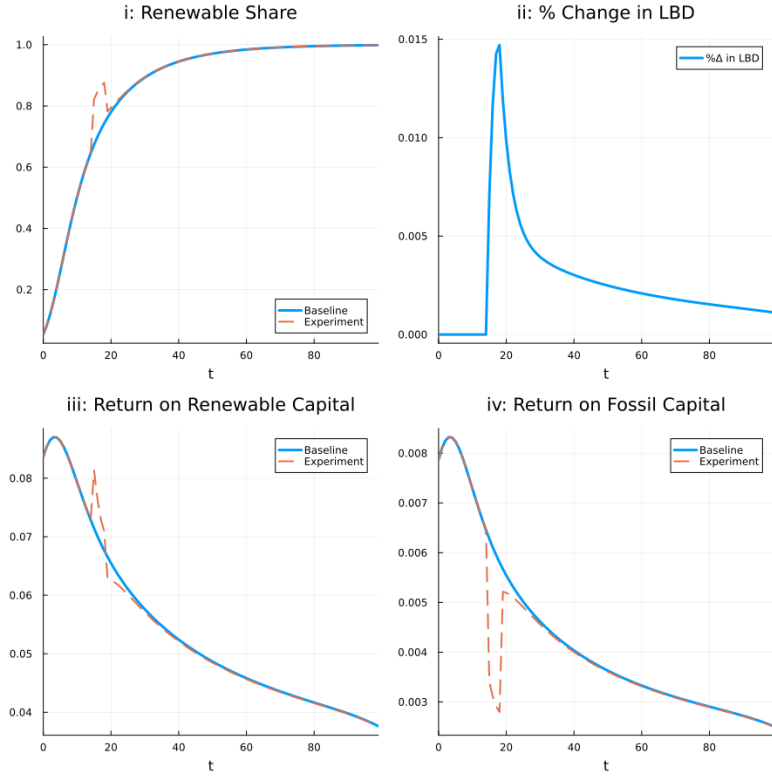 i: Renewable Share
1.0
0.8
0.6
0.4
0.2
Baseline
Experiment
0
20
40
60
80
t
ii: % Change in LBD
0.015
0.010
0.005
0.000
%Δ in LBD
0
20
40
60
80
t
iii: Return on Renewable Capital
0.08
0.07
0.06
0.05
0.04
Baseline
Experiment
0
20
40
60
80
t
iv: Return on Fossil Capital
0.008
0.007
0.006
0.005
0.004
0.003
Baseline
Experiment
0
20
40
60
80
t